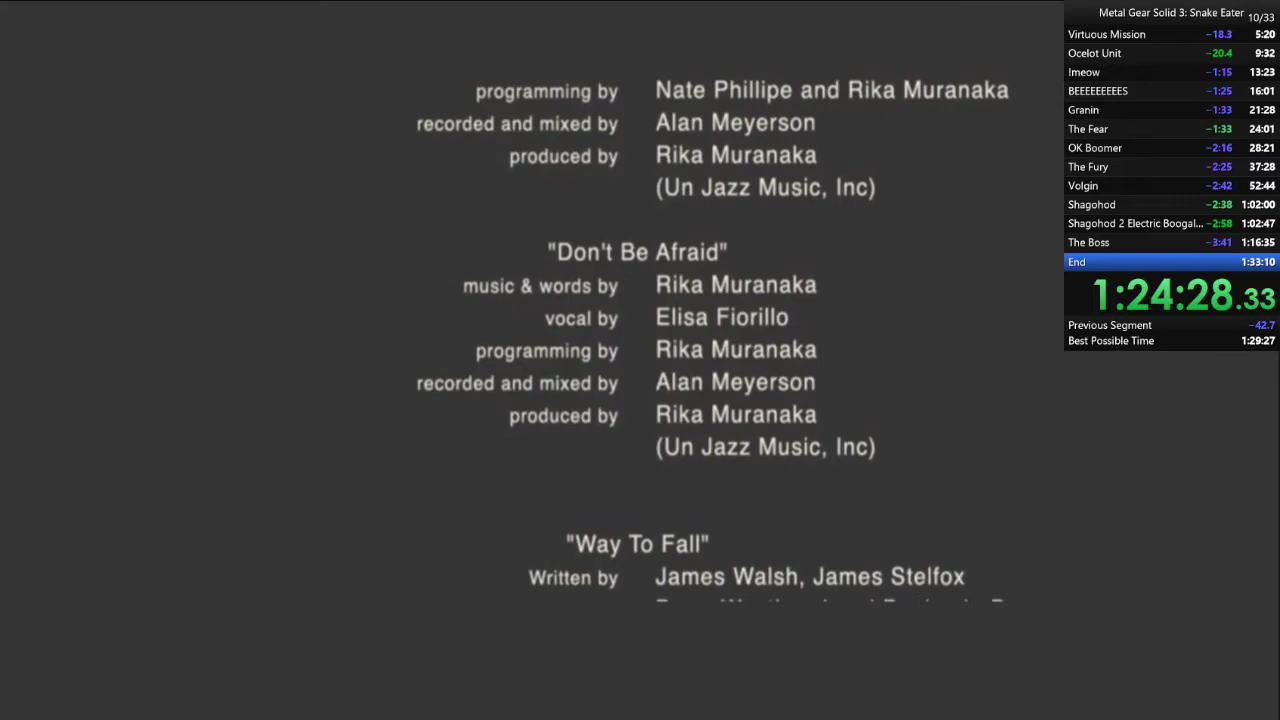 programming by Nate Phillipe and Rika Muranaka
recorded and mixed by Alan Meyerson
produced by Rika Muranaka
(Un Jazz Music, Inc)
"Don't Be Afraid"
music & words by Rika Muranaka
vocal by Elisa Fiorillo
programming by Rika Muranaka
recorded and mixed by Alan Meyerson
produced by Rika Muranaka
(Un Jazz Music, Inc)
"Way To Fall"
Written by James Walsh, James Stelfox
Metal Gear Solid 3: Snake Eater 10/33
Virtuous Mission -18.3 5:20
Ocelot Unit -20.4 9:32
Imeow -1:15 13:23
BEEEEEEEES -1:25 16:01
Granin -1:33 21:28
The Fear -1:33 24:01
OK Boomer -2:16 28:21
The Fury -2:25 37:28
Volgin -2:42 52:44
Shagohod -2:38 1:02:00
Shagohod 2 Electric Boogal... -2:58 1:02:47
The Boss -3:41 1:16:35
End 1:33:10
1:24:28.33
Previous Segment -42.7
Best Possible Time 1:29:27